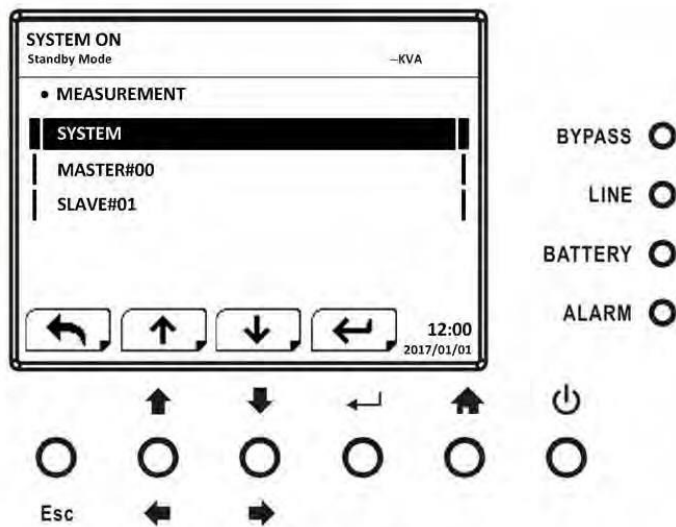 SYSTEM ON
Standby Mode –KVA
• MEASUREMENT
SYSTEM
MASTER#00
SLAVE#01
12:00
2017/01/01
BYPASS
LINE
BATTERY
ALARM
Esc